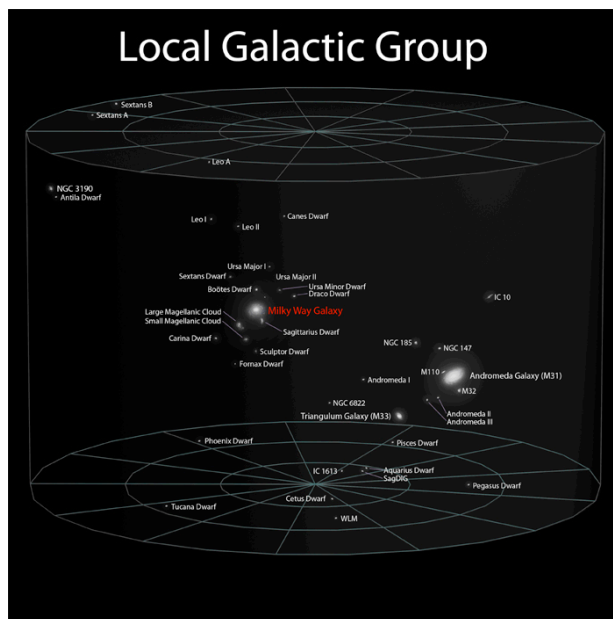 Local Galactic Group
Sextans B
Sextans A
Leo A
NGC 3190
Antila Dwarf
Leo I
Leo II
Canes Dwarf
Ursa Major I
Sextans Dwarf
Ursa Major II
Boötes Dwarf
Ursa Minor Dwarf
Draco Dwarf
IC 10
Large Magellanic Cloud
Milky Way Galaxy
Small Magellanic Cloud
Sagittarius Dwarf
Carina Dwarf
NGC 185
NGC 147
Sculptor Dwarf
Fornax Dwarf
M110
Andromeda Galaxy (M31)
Andromeda I
M32
NGC 6822
Andromeda II
Andromeda III
Triangulum Galaxy (M33)
Phoenix Dwarf
Pisces Dwarf
IC 1613
Aquarius Dwarf
SagDIG
Pegasus Dwarf
Cetus Dwarf
Tucana Dwarf
WLM